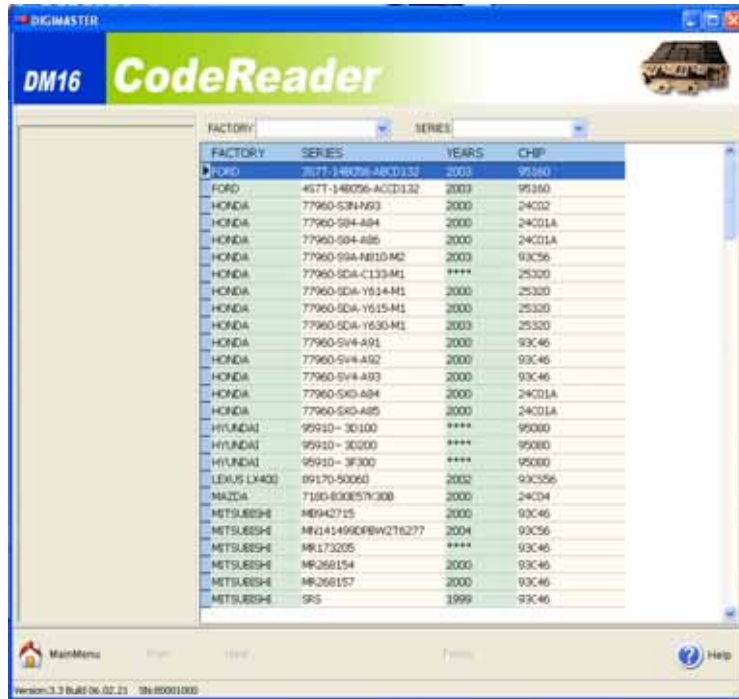 DIGIMASTER
DM16 CodeReader
FACTORY SERIES
FACTORY SERIES YEARS CHIP
FORD 3S7T-14B056-ABCD132 2003 95160
FORD 4S7T-14B056-ACCD132 2003 95160
HONDA 77960-S3N-N93 2000 24C02
HONDA 77960-S84-A84 2000 24C01A
HONDA 77960-S84-A86 2000 24C01A
HONDA 77960-S9A-N810-M2 2003 93C56
HONDA 77960-SDA-C133-M1 **** 25320
HONDA 77960-SDA-Y614-M1 2000 25320
HONDA 77960-SDA-Y615-M1 2000 25320
HONDA 77960-SDA-Y630-M1 2003 25320
HONDA 77960-SV4-A91 2000 93C46
HONDA 77960-SV4-A92 2000 93C46
HONDA 77960-SV4-A93 2000 93C46
HONDA 77960-SX0-A84 2000 24C01A
HONDA 77960-SX0-A85 2000 24C01A
HYUNDAI 95910-- 3D100 **** 95080
HYUNDAI 95910-- 3D200 **** 95080
HYUNDAI 95910-- 3F300 **** 95080
LEXUS LX400 89170-50060 2002 93CS56
MAZDA 7180-B30E57K30B 2000 24C04
MITSUBISHI MB942715 2000 93C46
MITSUBISHI MN141499DPBW2T6277 2004 93C56
MITSUBISHI MR173205 **** 93C46
MITSUBISHI MR268154 2000 93C46
MITSUBISHI MR268157 2000 93C46
MITSUBISHI SRS 1999 93C46
MainMenu Help
Version:3.3 Build 06.02.21 SN:80001000